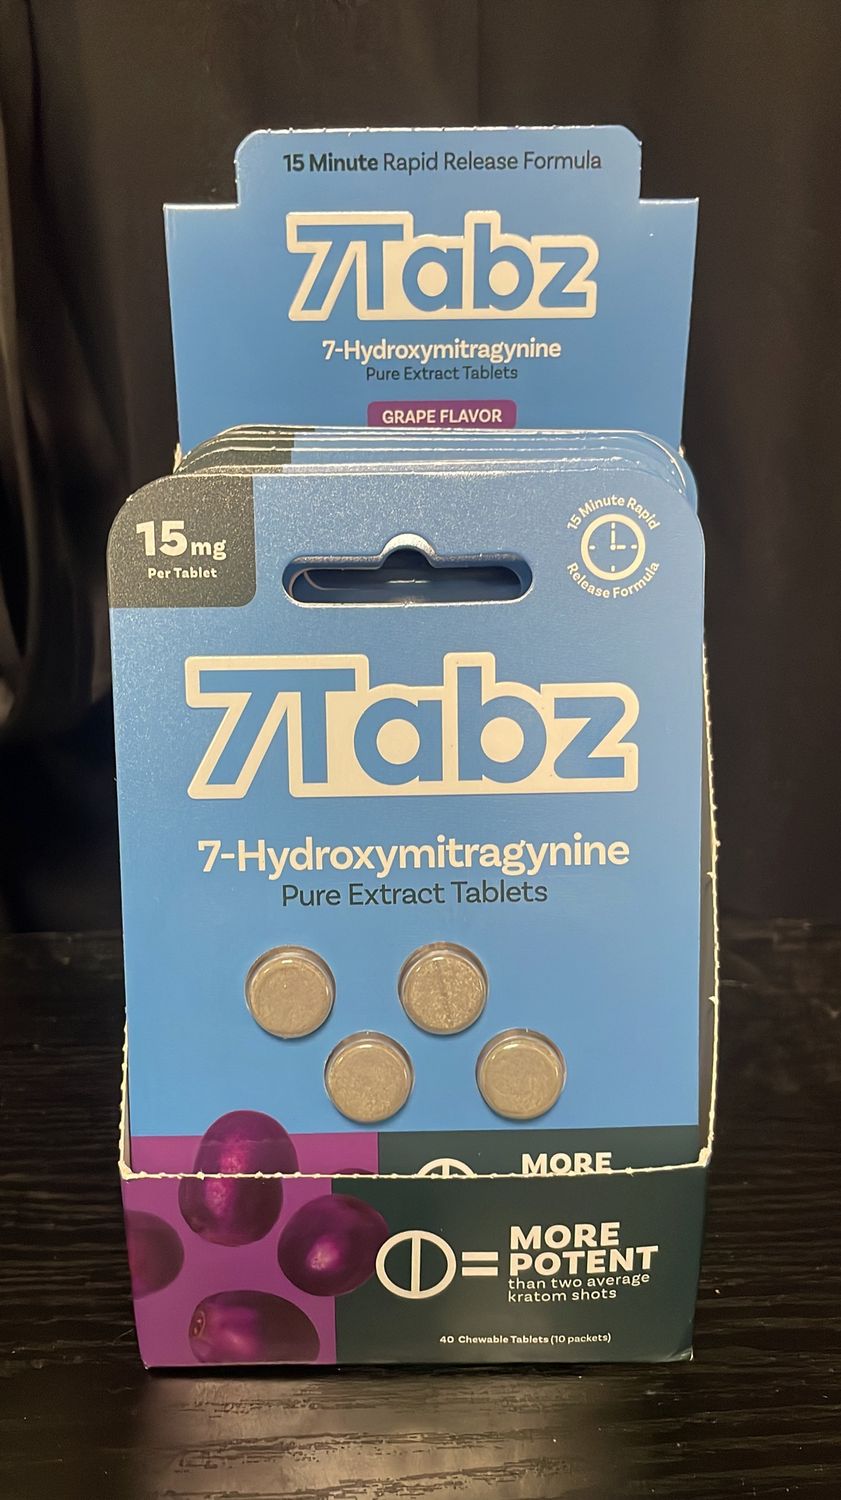 15 Minute Rapid Release Formula
7Tabz
7-Hydroxymitragynine
Pure Extract Tablets
GRAPE FLAVOR
15mg
Per Tablet
15 Minute Rapid
Release Formula
7Tabz
7-Hydroxymitragynine
Pure Extract Tablets
MORE
= MORE
POTENT
than two average
kratom shots
40 Chewable Tablets (10 packets)